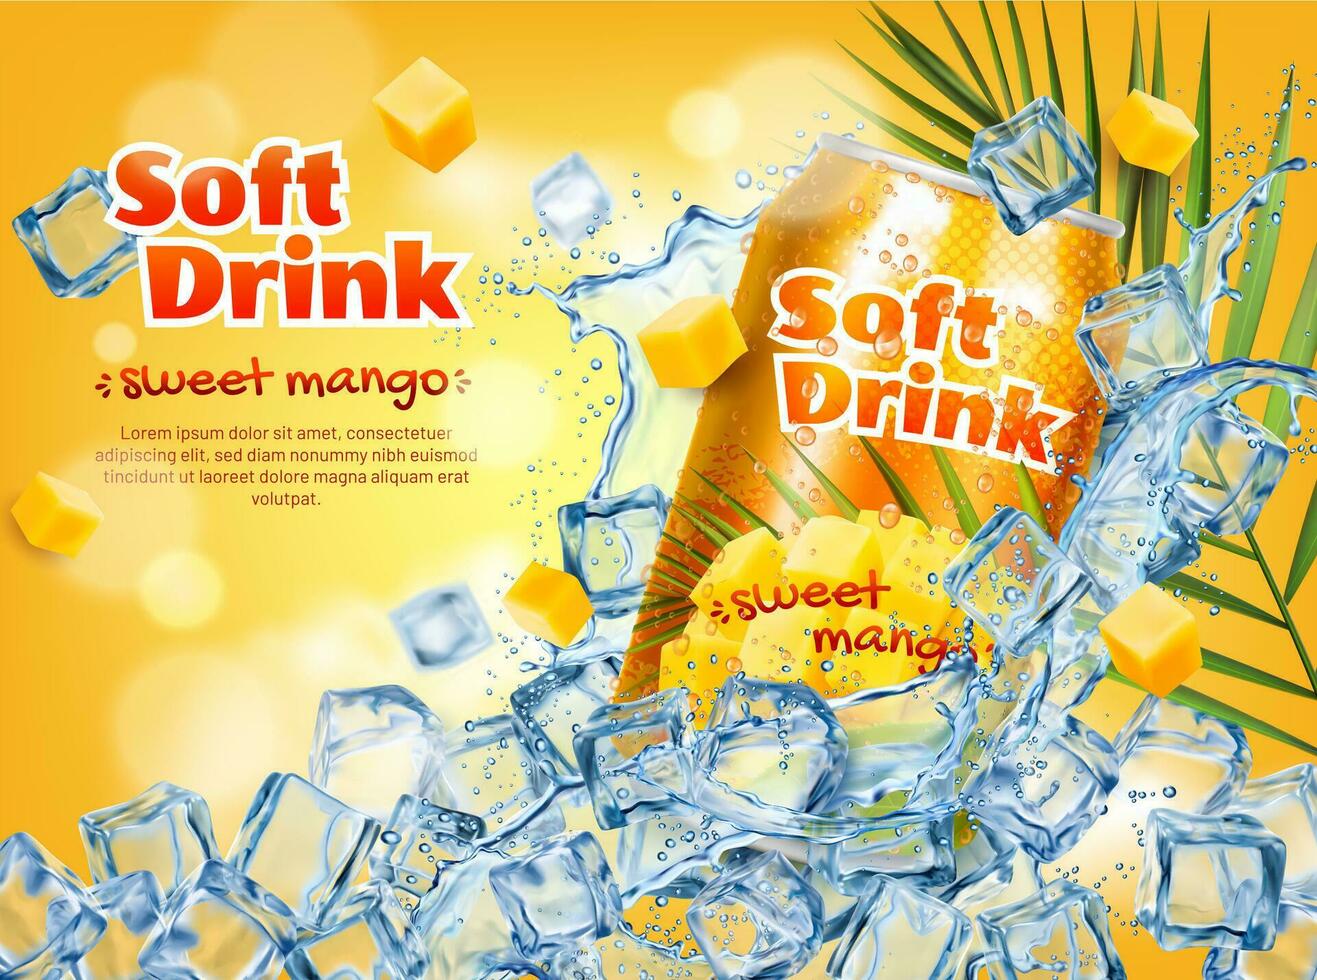 Soft
Drink
sweet mango
Lorem ipsum dolor sit amet, consectetuer
adipiscing elit, sed diam nonummy nibh euismod
tincidunt ut laoreet dolore magna aliquam erat
volutpat.
Soft
Drink
sweet
mango